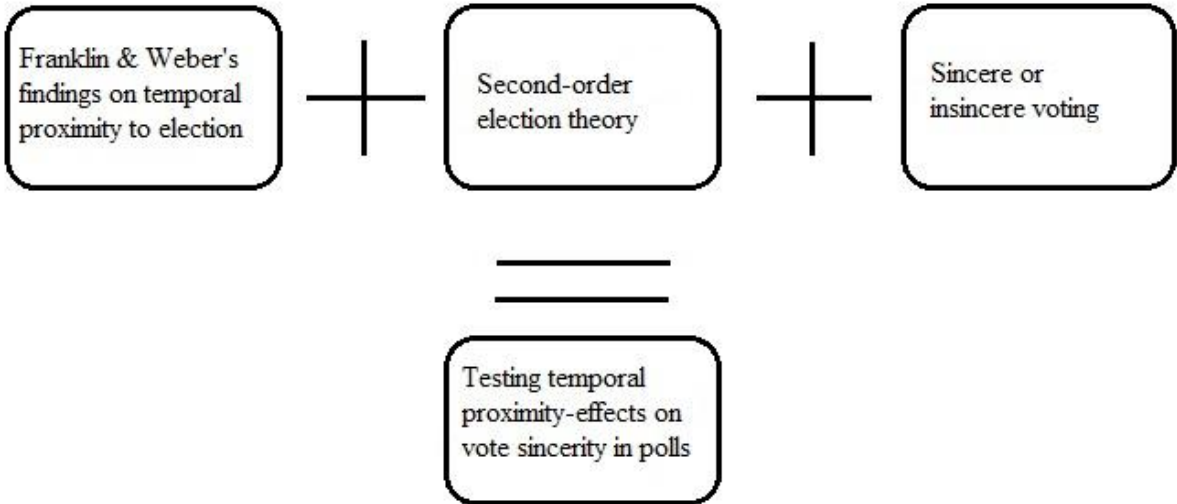 Franklin & Weber's
findings on temporal
proximity to election
Second-order
election theory
Sincere or
insincere voting
Testing temporal
proximity-effects on
vote sincerity in polls